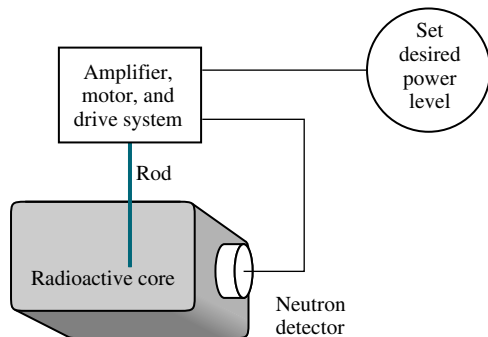 Set
desired
power
level
Amplifier,
motor, and
drive system
Rod
Radioactive core
Neutron
detector